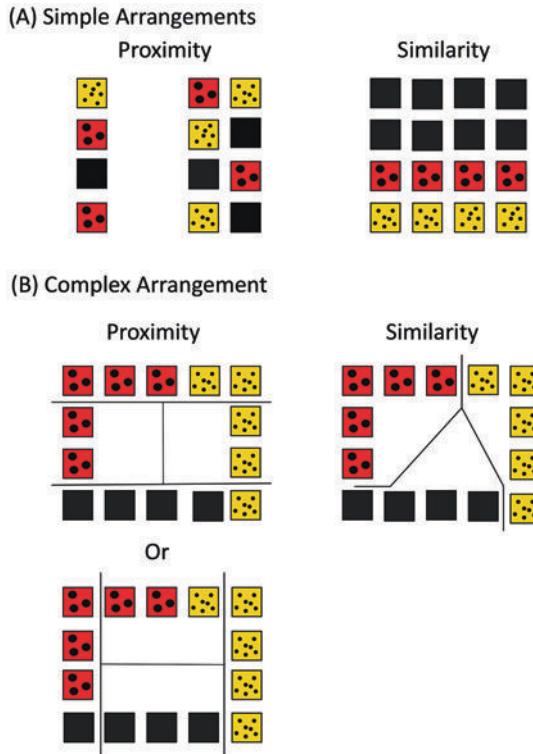 (A) Simple Arrangements
Proximity
Similarity
(B) Complex Arrangement
Proximity
Similarity
Or